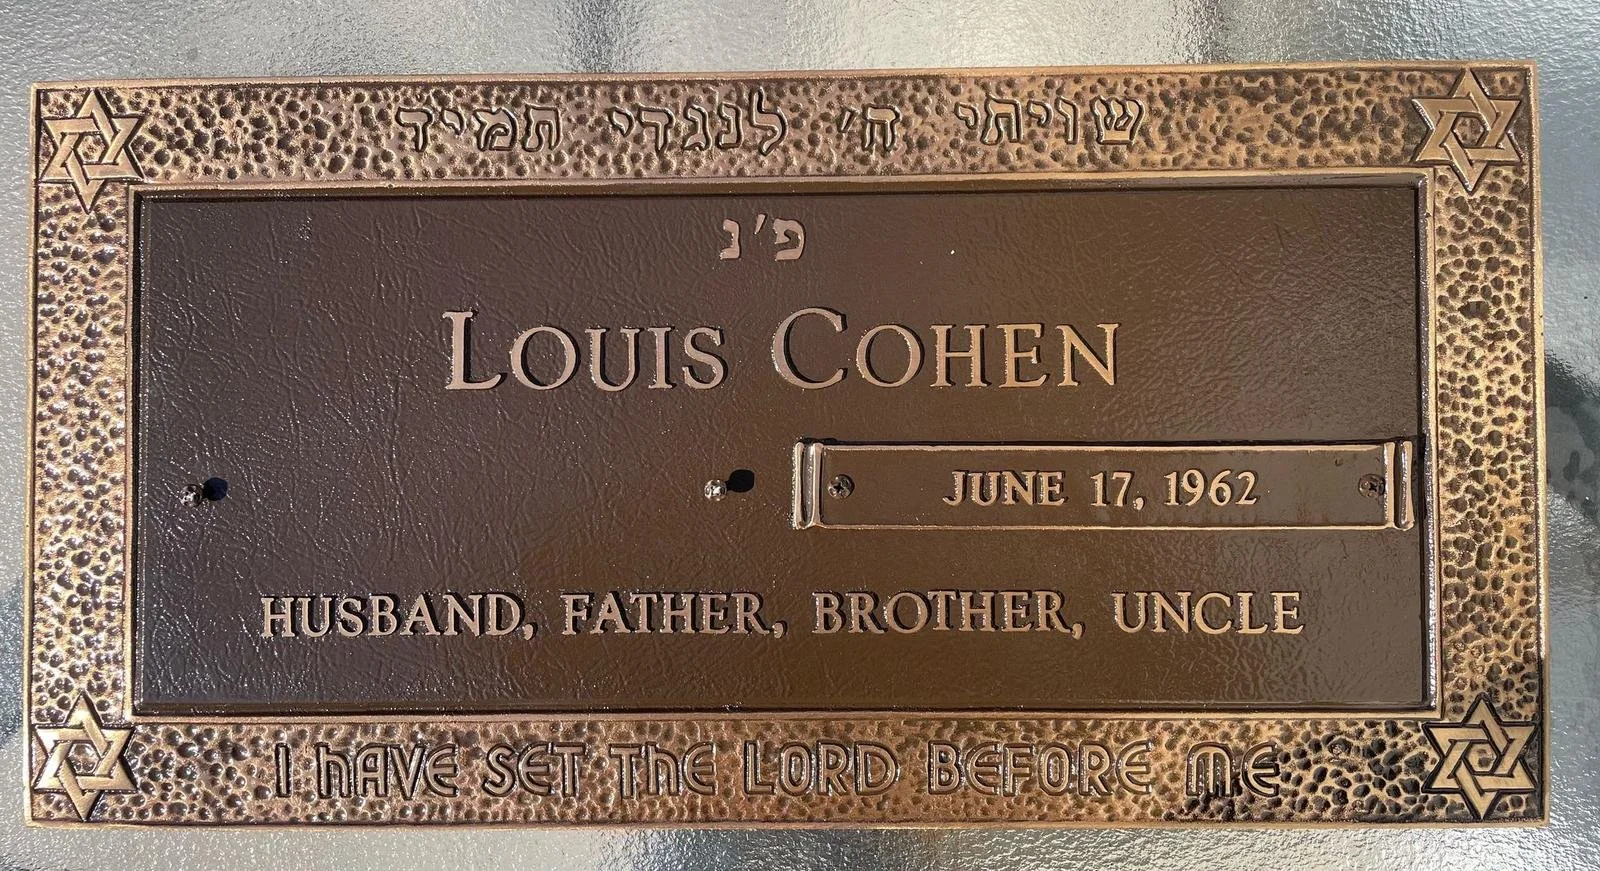 שויתי ה׳ לנגדי תמיד
פ׳נ
LOUIS COHEN
JUNE 17, 1962
HUSBAND, FATHER, BROTHER, UNCLE
I hAVE SET ThE LORD BEFORE ME